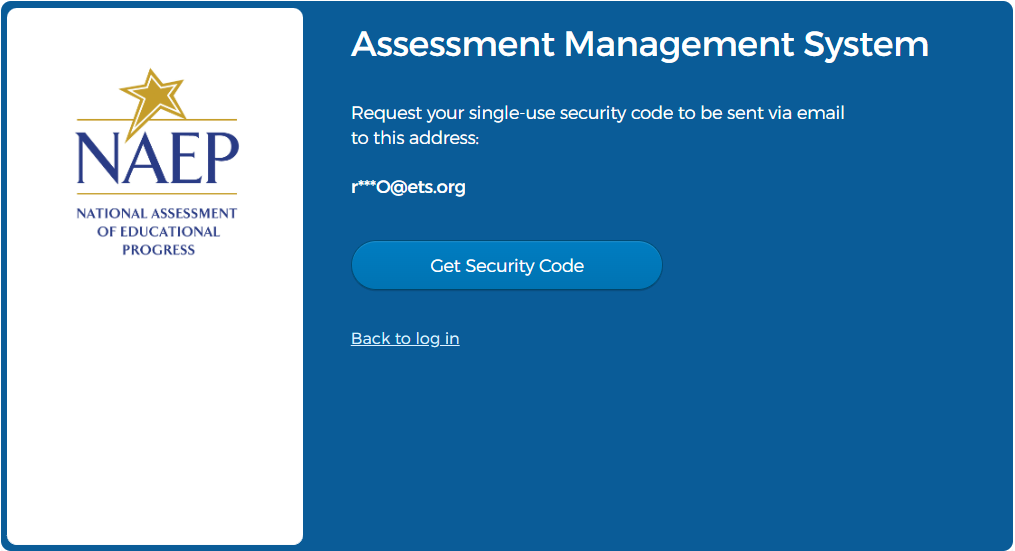 NAEP
NATIONAL ASSESSMENT
OF EDUCATIONAL
PROGRESS
Assessment Management System
Request your single-use security code to be sent via email
to this address:
r***O@ets.org
Get Security Code
Back to log in